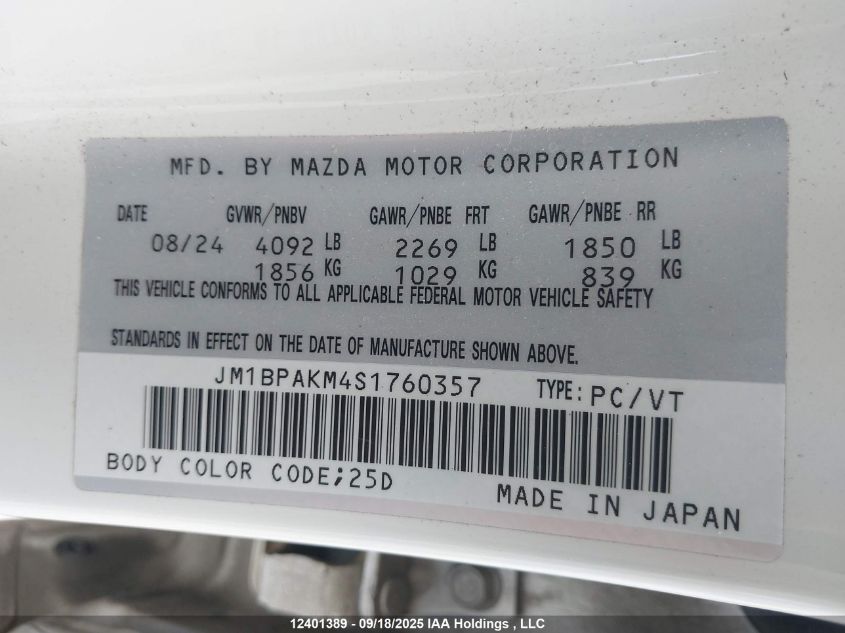 MFD. BY MAZDA MOTOR CORPORATION
DATE GVWR/PNBV GAWR/PNBE FRT GAWR/PNBE RR
08/24 4092 LB 2269 LB 1850 LB
1856 KG 1029 KG 839 KG
THIS VEHICLE CONFORMS TO ALL APPLICABLE FEDERAL MOTOR VEHICLE SAFETY
STANDARDS IN EFFECT ON THE DATE OF MANUFACTURE SHOWN ABOVE.
JM1BPAKM4S1760357 TYPE: PC/VT
BODY COLOR CODE;25D
MADE IN JAPAN
12401389 - 09/18/2025 IAA Holdings , LLC